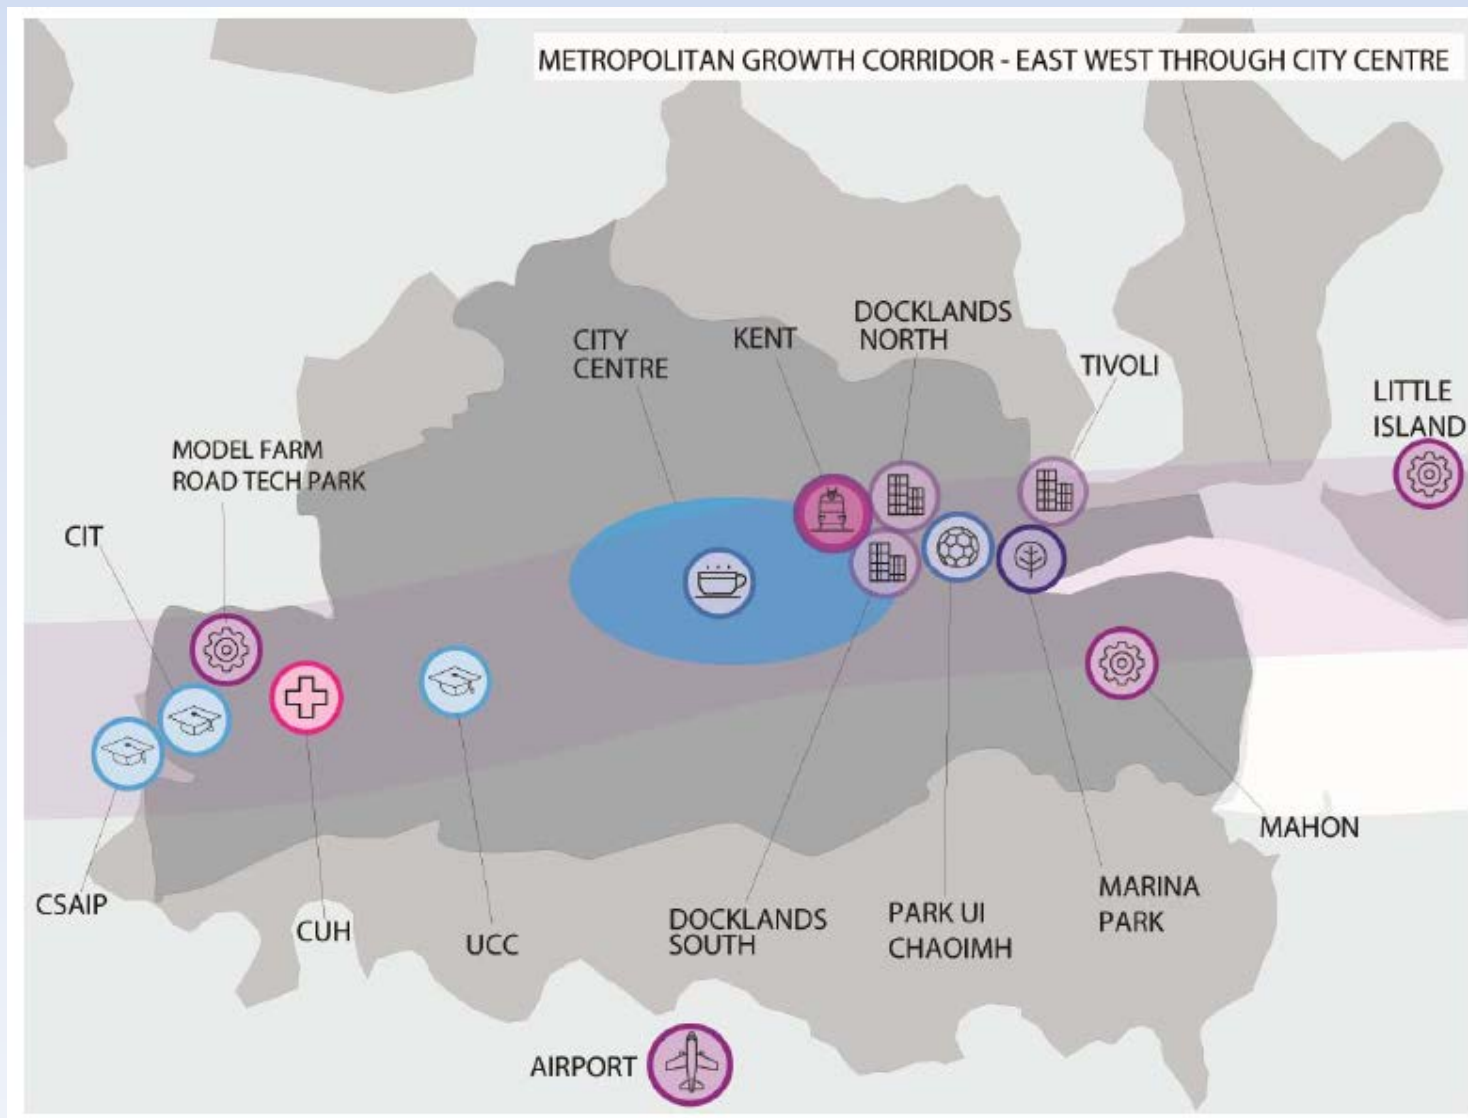 METROPOLITAN GROWTH CORRIDOR - EAST WEST THROUGH CITY CENTRE
DOCKLANDS
NORTH
KENT
CITY
CENTRE
TIVOLI
LITTLE
ISLAND
MODEL FARM
ROAD TECH PARK
CIT
MAHON
MARINA
PARK
CSAIP
CUH
UCC
DOCKLANDS
SOUTH
PARK UI
CHAOIMH
AIRPORT